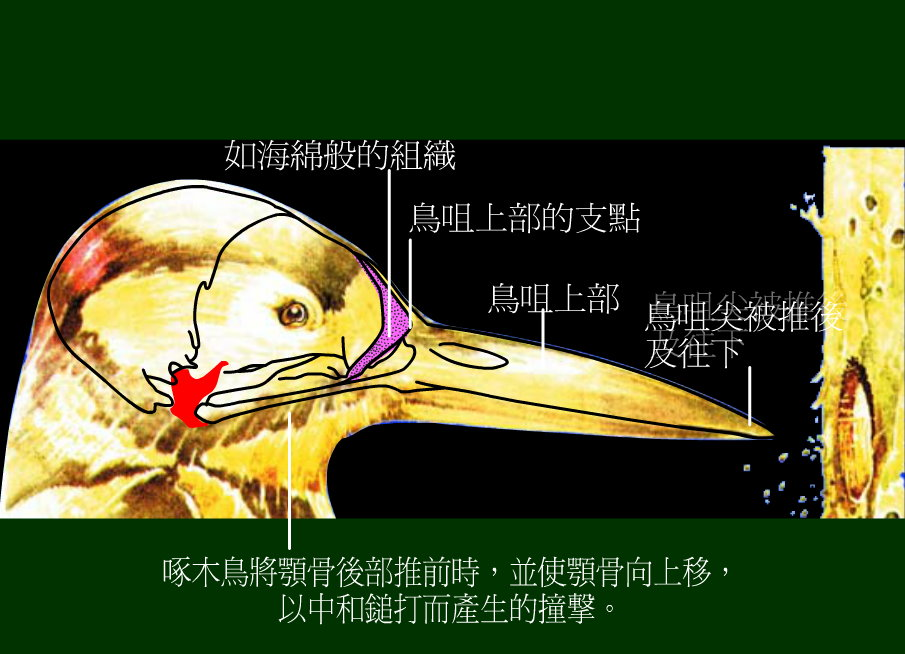 如海綿般的組織
鳥咀上部的支點
鳥咀上部
鳥咀尖被推後
及往下
啄木鳥將顎骨後部推前時，並使顎骨向上移，
以中和鎚打而產生的撞擊。